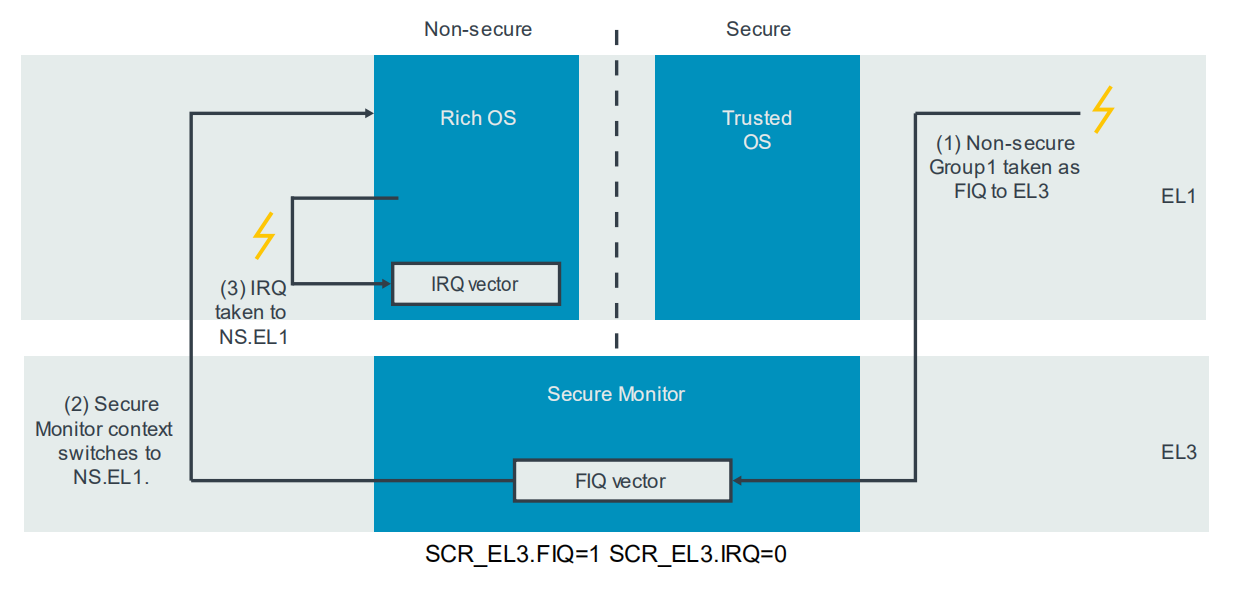 Non-secure
Secure
Rich OS
Trusted
OS
(1) Non-secure
Group1 taken as
FIQ to EL3
EL1
IRQ vector
(3) IRQ
taken to
NS.EL1
Secure Monitor
(2) Secure
Monitor context
switches to
NS.EL1.
EL3
FIQ vector
SCR_EL3.FIQ=1 SCR_EL3.IRQ=0